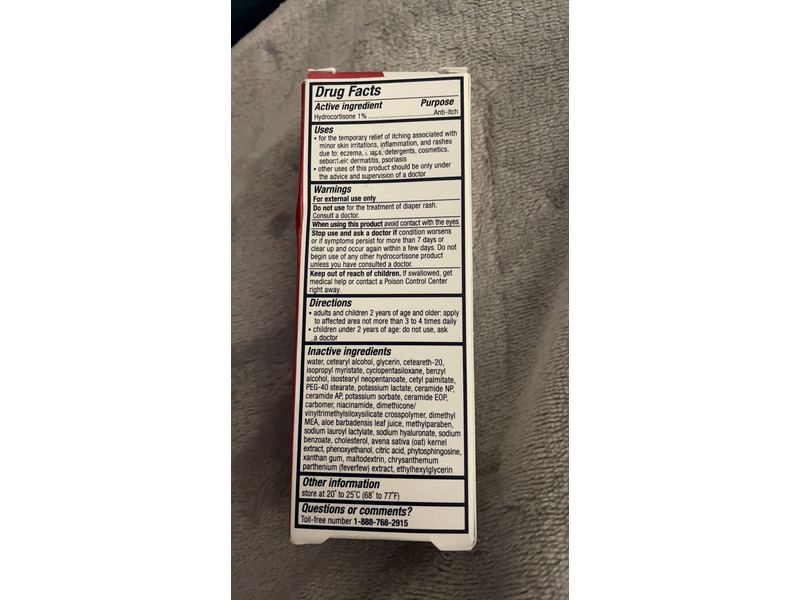 Drug Facts
Active ingredient Purpose
Hydrocortisone 1% ........................ Anti-itch
Uses
• for the temporary relief of itching associated with
minor skin irritations, inflammation, and rashes
due to: eczema, detergents, cosmetics,
seborrheic dermatitis, psoriasis
• other uses of this product should be only under
the advice and supervision of a doctor
Warnings
For external use only
Do not use for the treatment of diaper rash.
Consult a doctor.
When using this product avoid contact with the eyes
Stop use and ask a doctor if condition worsens
or if symptoms persist for more than 7 days or
clear up and occur again within a few days. Do not
begin use of any other hydrocortisone product
unless you have consulted a doctor.
Keep out of reach of children. If swallowed, get
medical help or contact a Poison Control Center
right away.
Directions
• adults and children 2 years of age and older: apply
to affected area not more than 3 to 4 times daily
• children under 2 years of age: do not use, ask
a doctor
Inactive ingredients
water, cetearyl alcohol, glycerin, ceteareth-20,
isopropyl myristate, cyclopentasiloxane, benzyl
alcohol, isostearyl neopentanoate, cetyl palmitate,
PEG-40 stearate, potassium lactate, ceramide NP,
ceramide AP, potassium sorbate, ceramide EOP,
carbomer, niacinamide, dimethicone/
vinyltrimethylsiloxysilicate crosspolymer, dimethyl
MEA, aloe barbadensis leaf juice, methylparaben,
sodium lauroyl lactylate, sodium hyaluronate, sodium
benzoate, cholesterol, avena sativa (oat) kernel
extract, phenoxyethanol, citric acid, phytosphingosine,
xanthan gum, maltodextrin, chrysanthemum
parthenium (feverfew) extract, ethylhexylglycerin
Other information
store at 20˚ to 25˚C (68˚ to 77˚F)
Questions or comments?
Toll-free number 1-888-768-2915